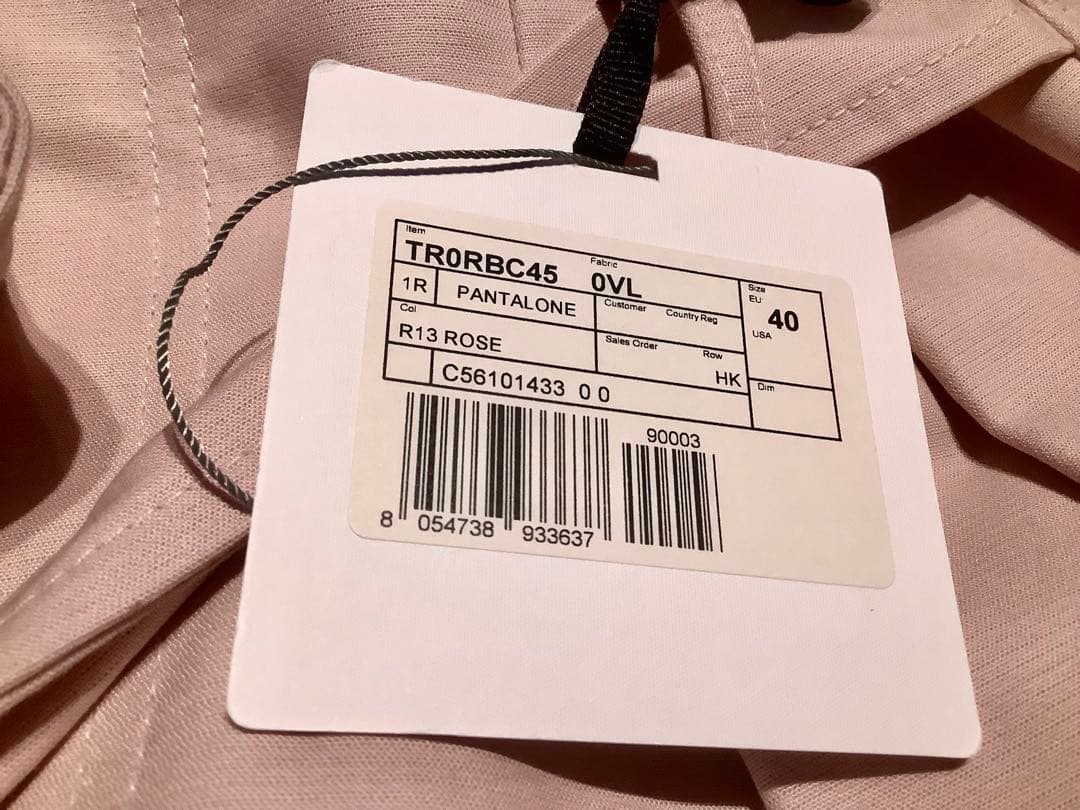 Item Fabric
TR0RBC45 0VL
1R PANTALONE
Customer Country Reg
Col
R13 ROSE
Sales Order Row
HK
C56101433 0 0
Size
EU
40
USA
Dim
90003
8 054738 933637